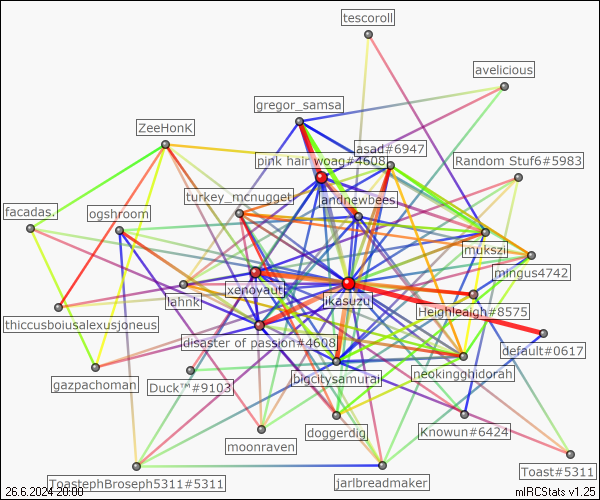 tescoroll
avelicious
gregor_samsa
ZeeHonK
asad#6947
pink hair woag#4608
Random Stuf6#5983
turkey_mcnugget
andnewbees
facadas.
ogshroom
mukszi
mingus4742
xenovaut
lahnk
ikasuzu
Heighleigh#8575
thiccusboiusalexusjoneus
disaster of passion#4608
default#0617
neokingghidorah
bigcitysamurai
gazpachoman
Duck™#9103
doggerdig
Knowun#6424
moonraven
Toast#5311
ToastephBroseph5311#5311
jarlbreadmaker
26.6.2024 20:00
mIRCStats v1.25